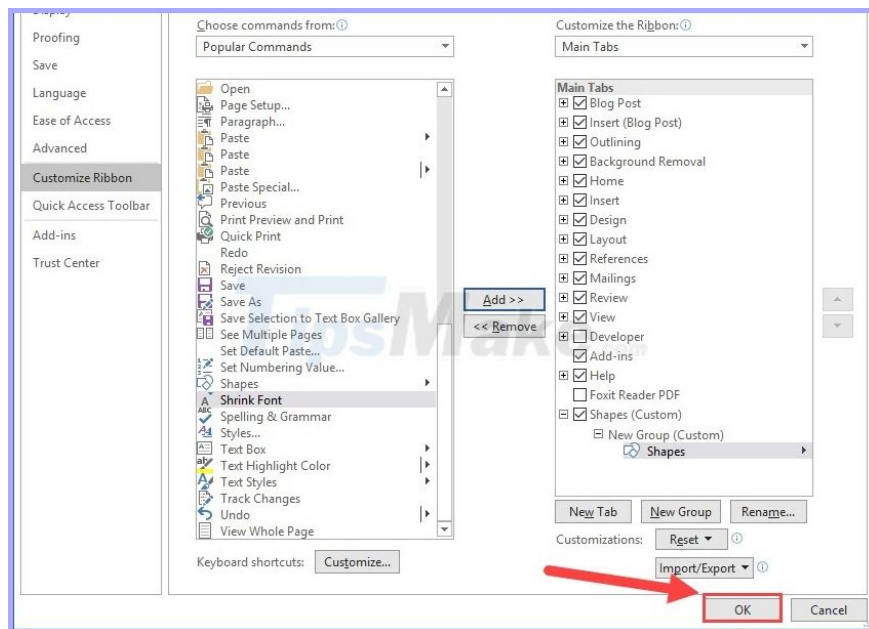 Display
Proofing
Save
Language
Ease of Access
Advanced
Customize Ribbon
Quick Access Toolbar
Add-ins
Trust Center
Choose commands from:
Popular Commands
Open
Page Setup...
Paragraph...
Paste
Paste
Paste
Paste Special...
Previous
Print Preview and Print
Quick Print
Redo
Reject Revision
Save
Save As
Save Selection to Text Box Gallery
See Multiple Pages
Set Default Paste...
Set Numbering Value...
Shapes
Shrink Font
Spelling & Grammar
Styles...
Text Box
Text Highlight Color
Text Styles
Track Changes
Undo
View Whole Page
Keyboard shortcuts: Customize...
Add >>
<< Remove
TipsMake.com
Customize the Ribbon:
Main Tabs
Main Tabs
Blog Post
Insert (Blog Post)
Outlining
Background Removal
Home
Insert
Design
Layout
References
Mailings
Review
View
Developer
Add-ins
Help
Foxit Reader PDF
Shapes (Custom)
New Group (Custom)
Shapes
New Tab New Group Rename...
Customizations: Reset
Import/Export
OK Cancel